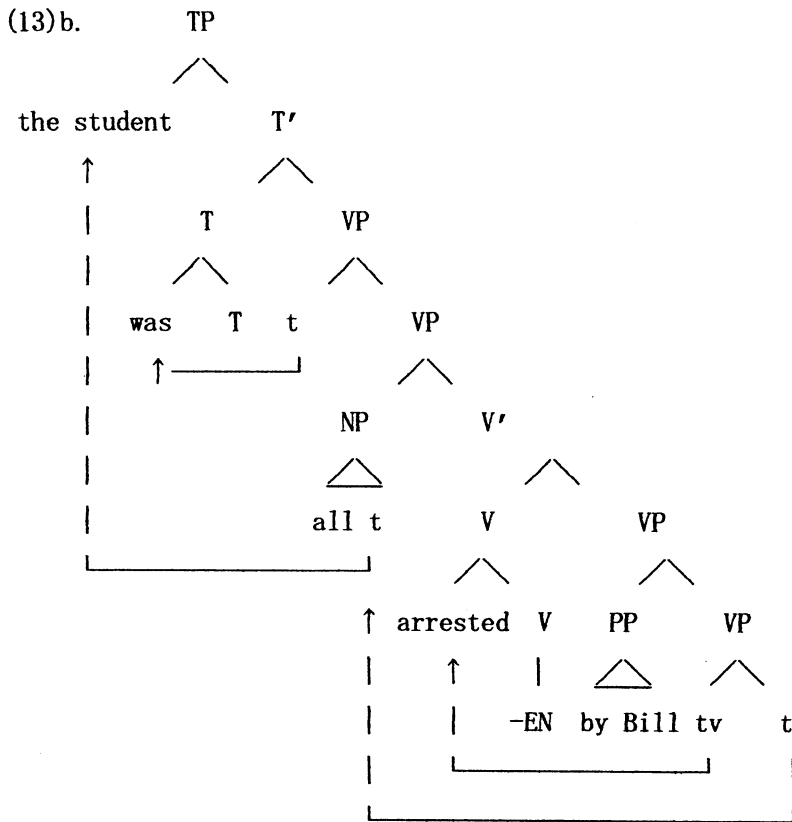 (13)b. TP
the student T′
T VP
was T t VP
NP V′
all t V VP
arrested V PP VP
-EN by Bill tv t